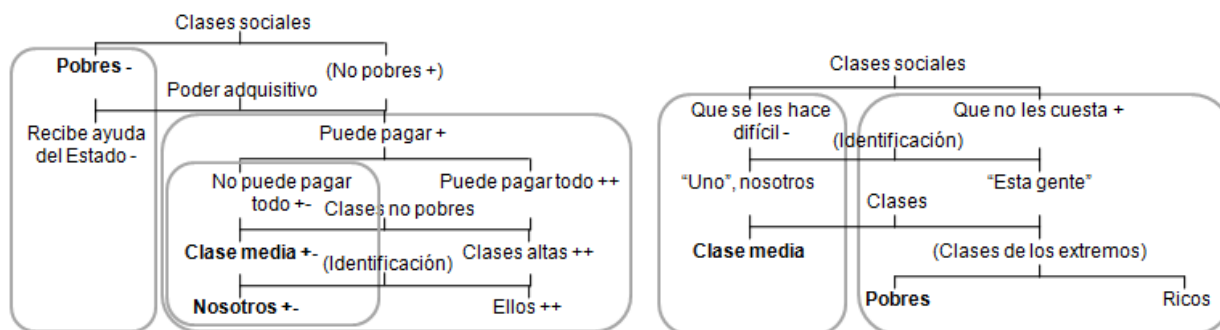 Clases sociales
Pobres -
(No pobres +)
Poder adquisitivo
Recibe ayuda
del Estado -
Puede pagar +
No puede pagar
todo +-
Puede pagar todo ++
Clases no pobres
Clase media +-
Clases altas ++
(Identificación)
Nosotros +-
Ellos ++
Clases sociales
Que se les hace
difícil -
Que no les cuesta +
(Identificación)
“Uno”, nosotros
“Esta gente”
Clases
Clase media
(Clases de los extremos)
Pobres
Ricos